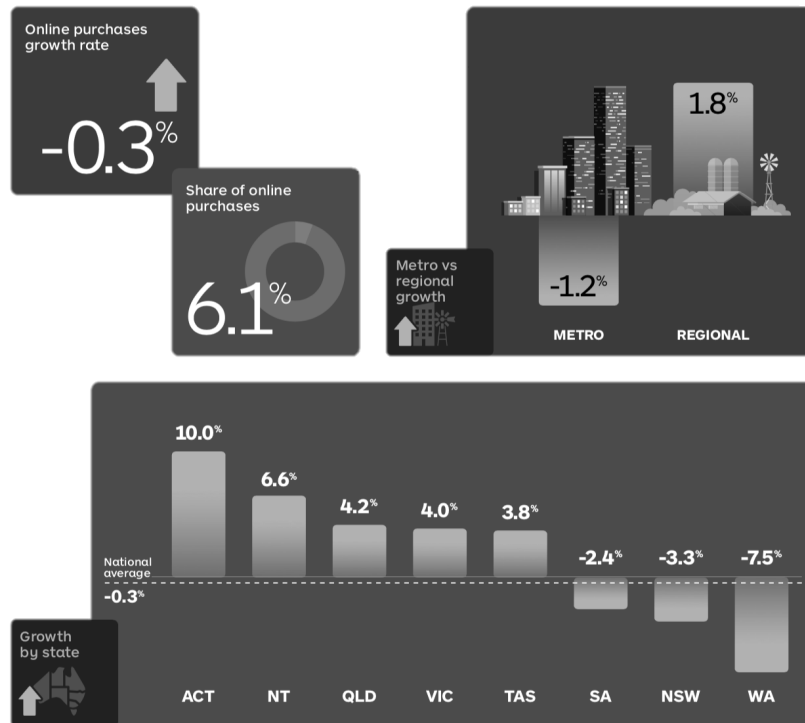 Online purchases
growth rate
-0.3%
Share of online
purchases
6.1%
1.8%
-1.2%
Metro vs
regional
growth
METRO
REGIONAL
10.0%
6.6%
4.2%
4.0%
3.8%
-2.4%
-3.3%
-7.5%
National
average
-0.3%
Growth
by state
ACT
NT
QLD
VIC
TAS
SA
NSW
WA